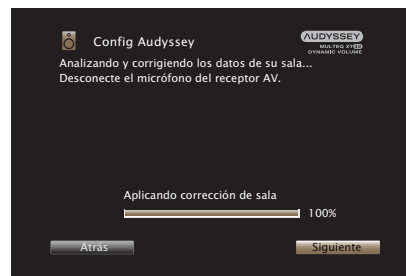 Config Audyssey
AUDYSSEY
MULTEQ XT32
DYNAMIC VOLUME
Analizando y corrigiendo los datos de su sala...
Desconecte el micrófono del receptor AV.
Aplicando corrección de sala
100%
Atrás
Siguiente